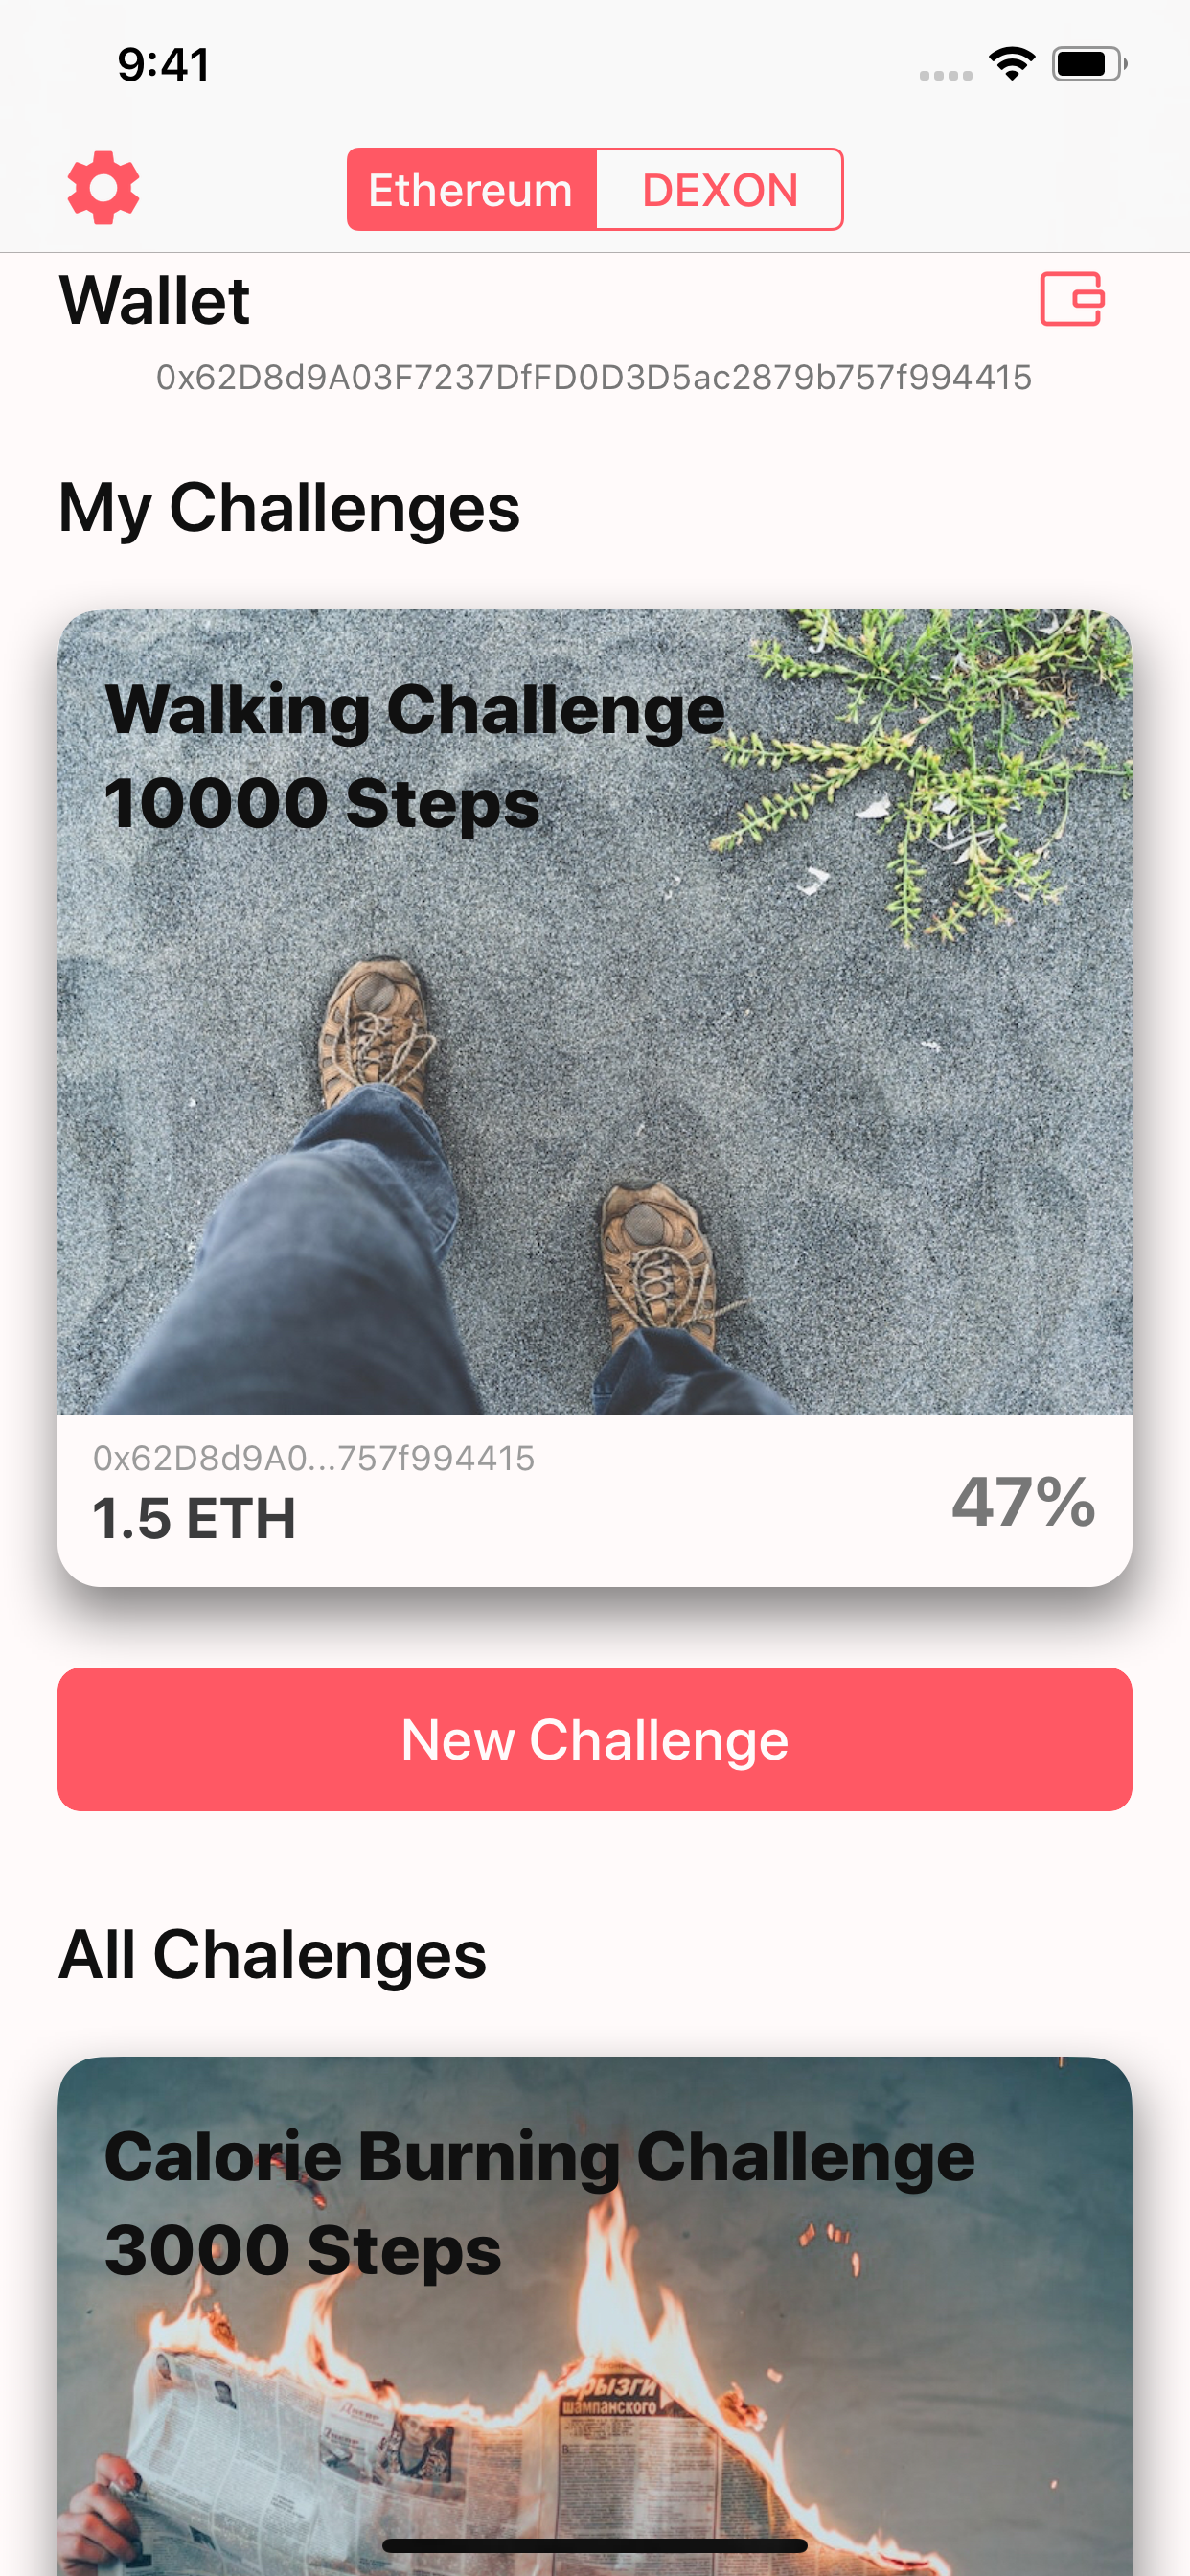 9:41
Ethereum
DEXON
Wallet
0x62D8d9A03F7237DfFD0D3D5ac2879b757f994415
My Challenges
Walking Challenge
10000 Steps
0x62D8d9A0...757f994415
1.5 ETH
47%
New Challenge
All Chalenges
Calorie Burning Challenge
3000 Steps
шампанского